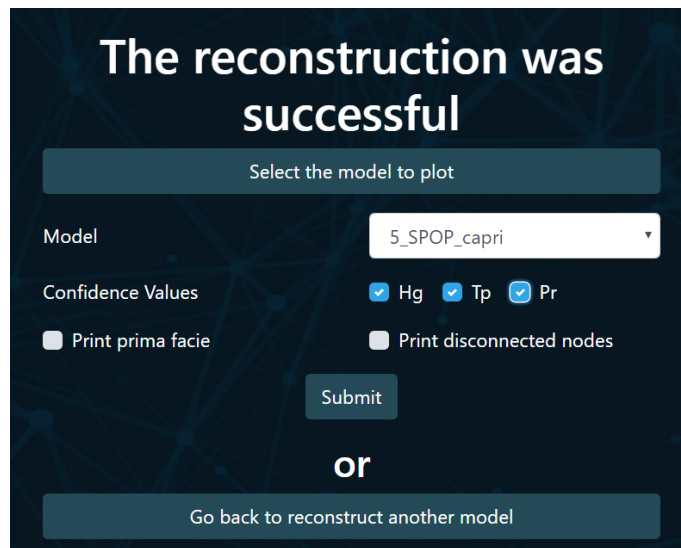 The reconstruction was
successful
Select the model to plot
Model
5_SPOP_capri
Confidence Values
Hg Tp Pr
Print prima facie
Print disconnected nodes
Submit
or
Go back to reconstruct another model